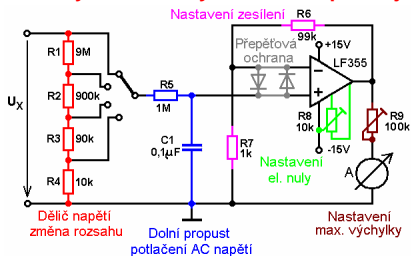 Nastavení zesílení
R6
99k
+15V
Přepěťová
ochrana
LF355
R1
9M
R2
900k
UX
R5
1M
R3
90k
R4
10k
C1
0,1µF
R7
1k
R8
10k
-15V
R9
100k
A
Nastavení
el. nuly
Nastavení
max. výchylky
Dělič napětí
změna rozsahu
Dolní propust
potlačení AC napětí